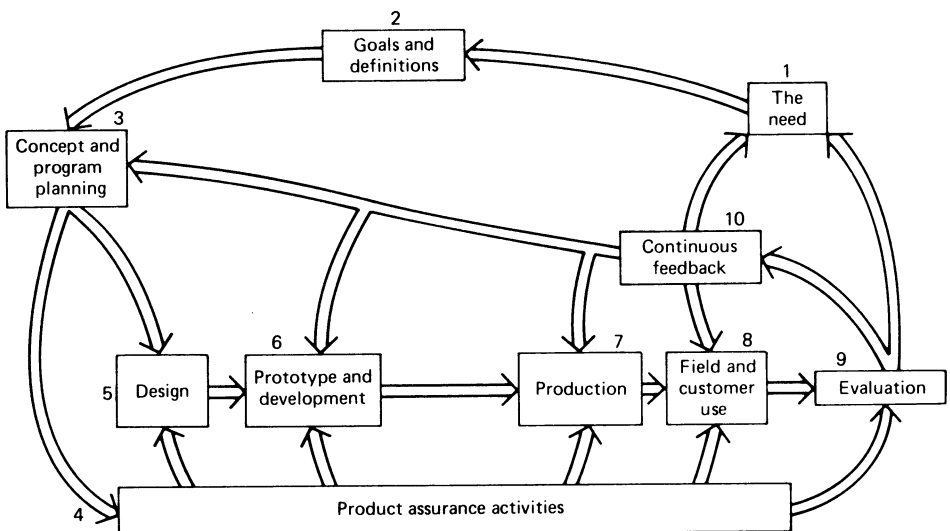 2
Goals and
definitions
1
The
need
3
Concept and
program
planning
10
Continuous
feedback
6
Prototype and
development
7
Production
8
Field and
customer
use
9
Evaluation
5
Design
4
Product assurance activities